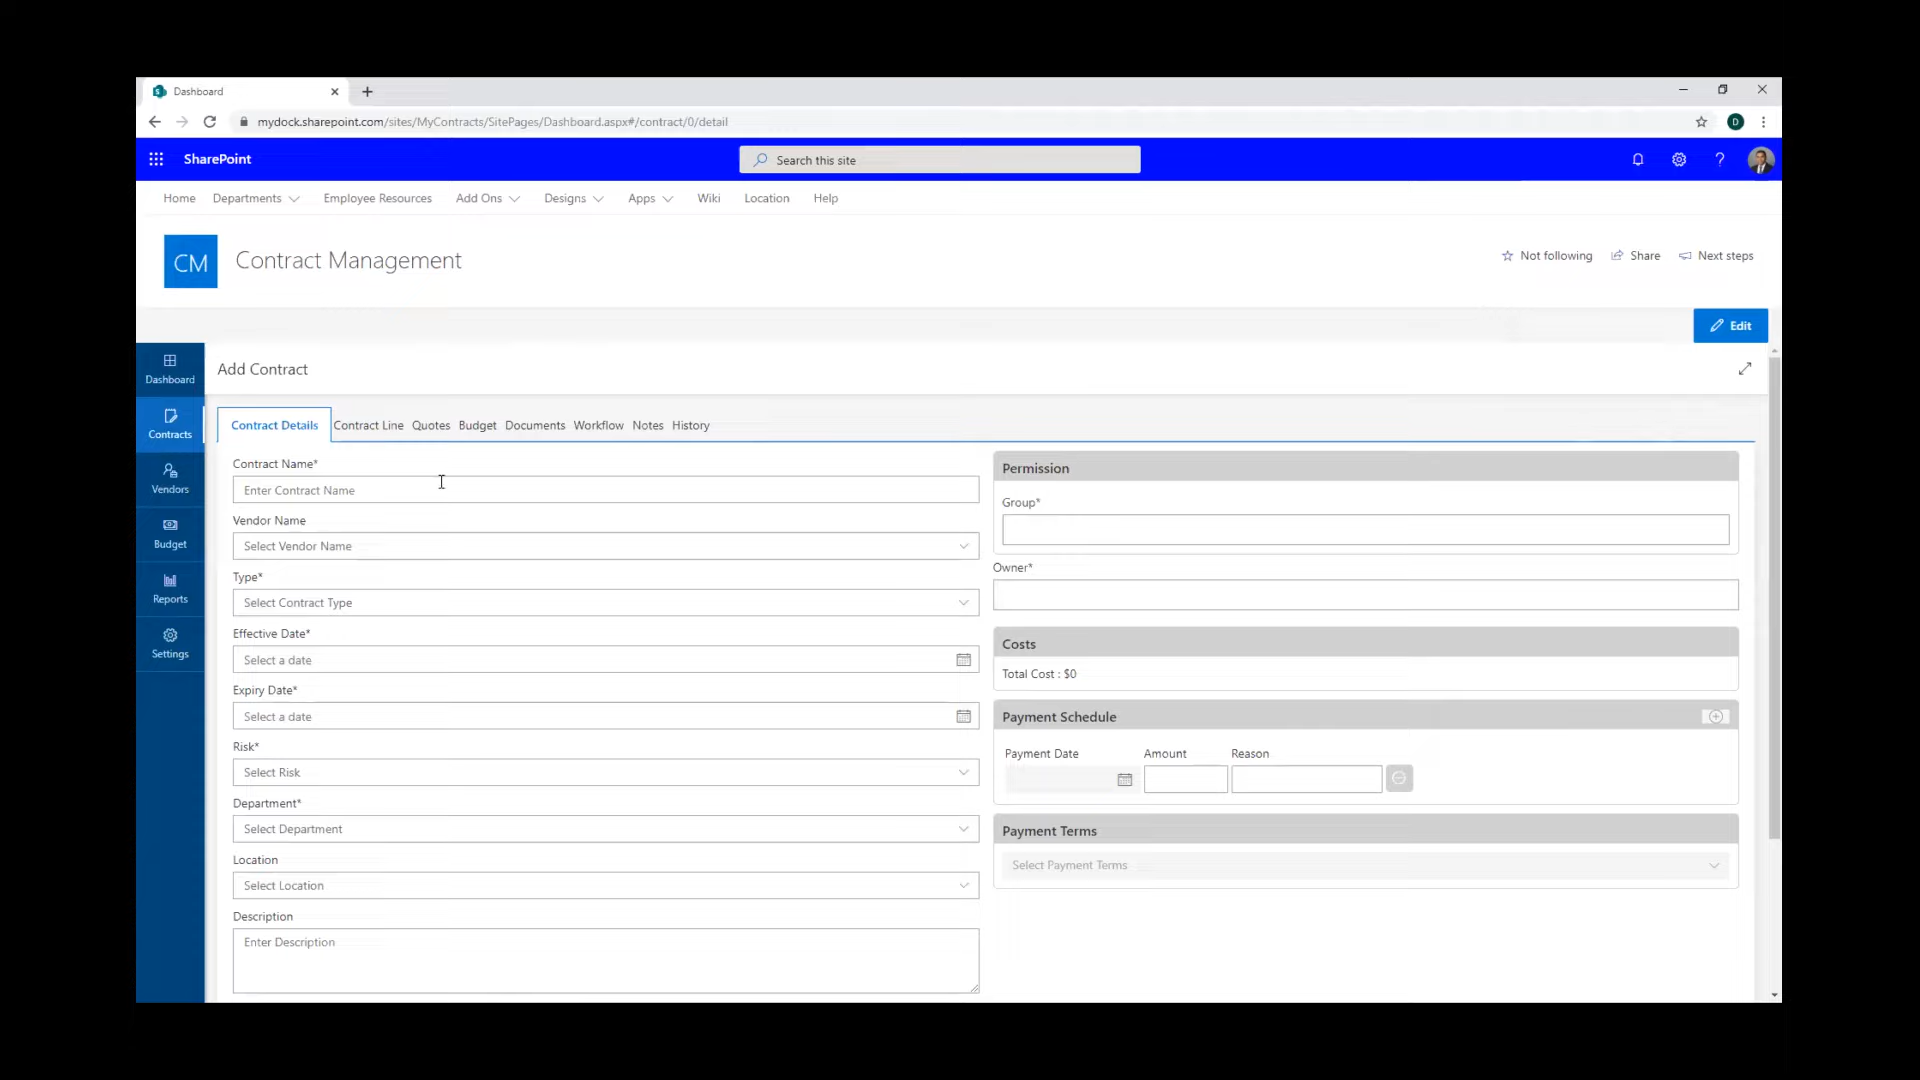 Dashboard
mydock.sharepoint.com/sites/MyContracts/SitePages/Dashboard.aspx#/contract/0/detail
D
SharePoint
Search this site
Home Departments Employee Resources Add Ons Designs Apps Wiki Location Help
CM
Contract Management
Not following Share Next steps
Edit
Dashboard
Contracts
Vendors
Budget
Reports
Settings
Add Contract
Contract Details Contract Line Quotes Budget Documents Workflow Notes History
Contract Name*
Enter Contract Name
Vendor Name
Select Vendor Name
Type*
Select Contract Type
Effective Date*
Select a date
Expiry Date*
Select a date
Risk*
Select Risk
Department*
Select Department
Location
Select Location
Description
Enter Description
Permission
Group*
Owner*
Costs
Total Cost : $0
Payment Schedule
Payment Date Amount Reason
Payment Terms
Select Payment Terms